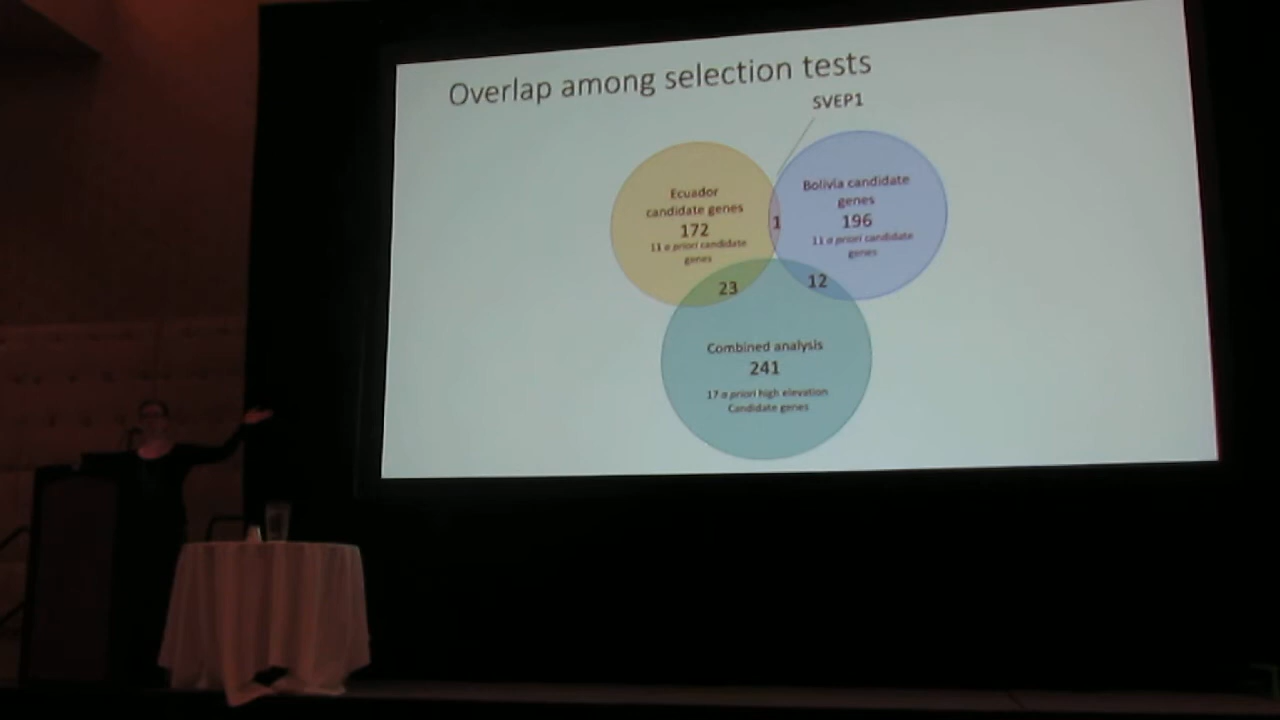 Overlap among selection tests
SVEP1
Ecuador
candidate genes
172
11 a priori candidate
genes
1
Bolivia candidate
genes
196
11 a priori candidate
genes
23
12
Combined analysis
241
17 a priori high elevation
Candidate genes